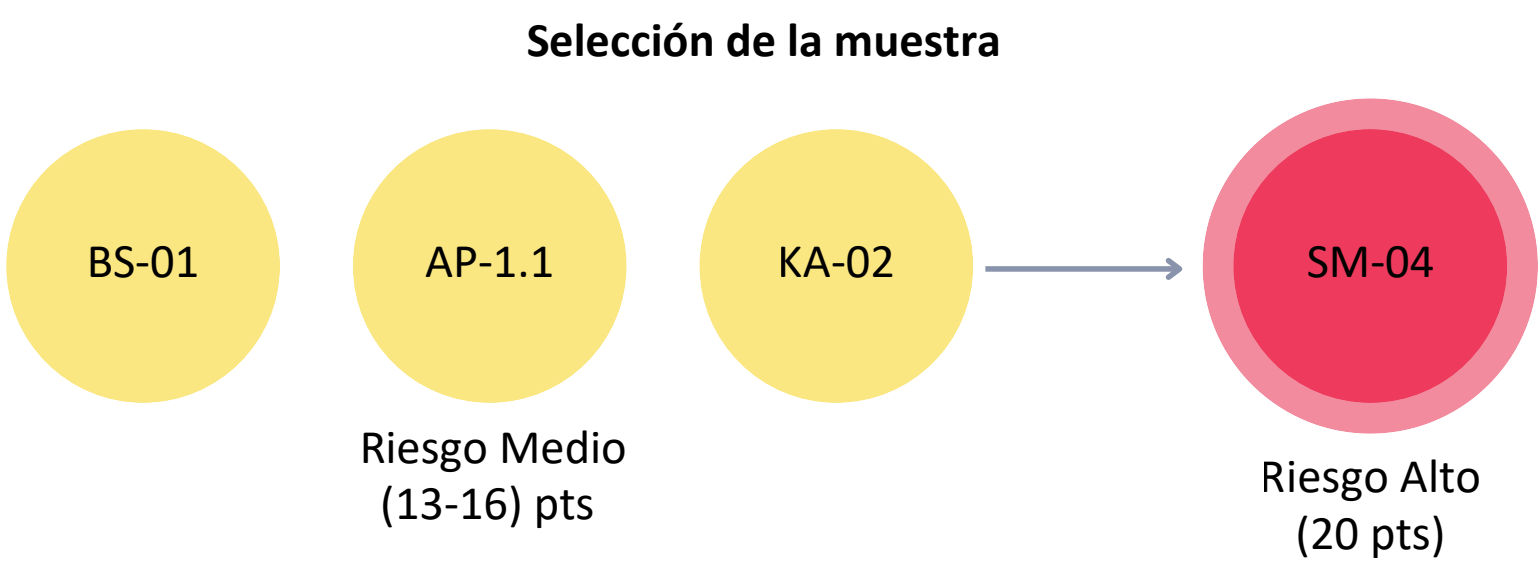 Selección de la muestra
BS-01
AP-1.1
KA-02
SM-04
Riesgo Medio
(13-16) pts
Riesgo Alto
(20 pts)